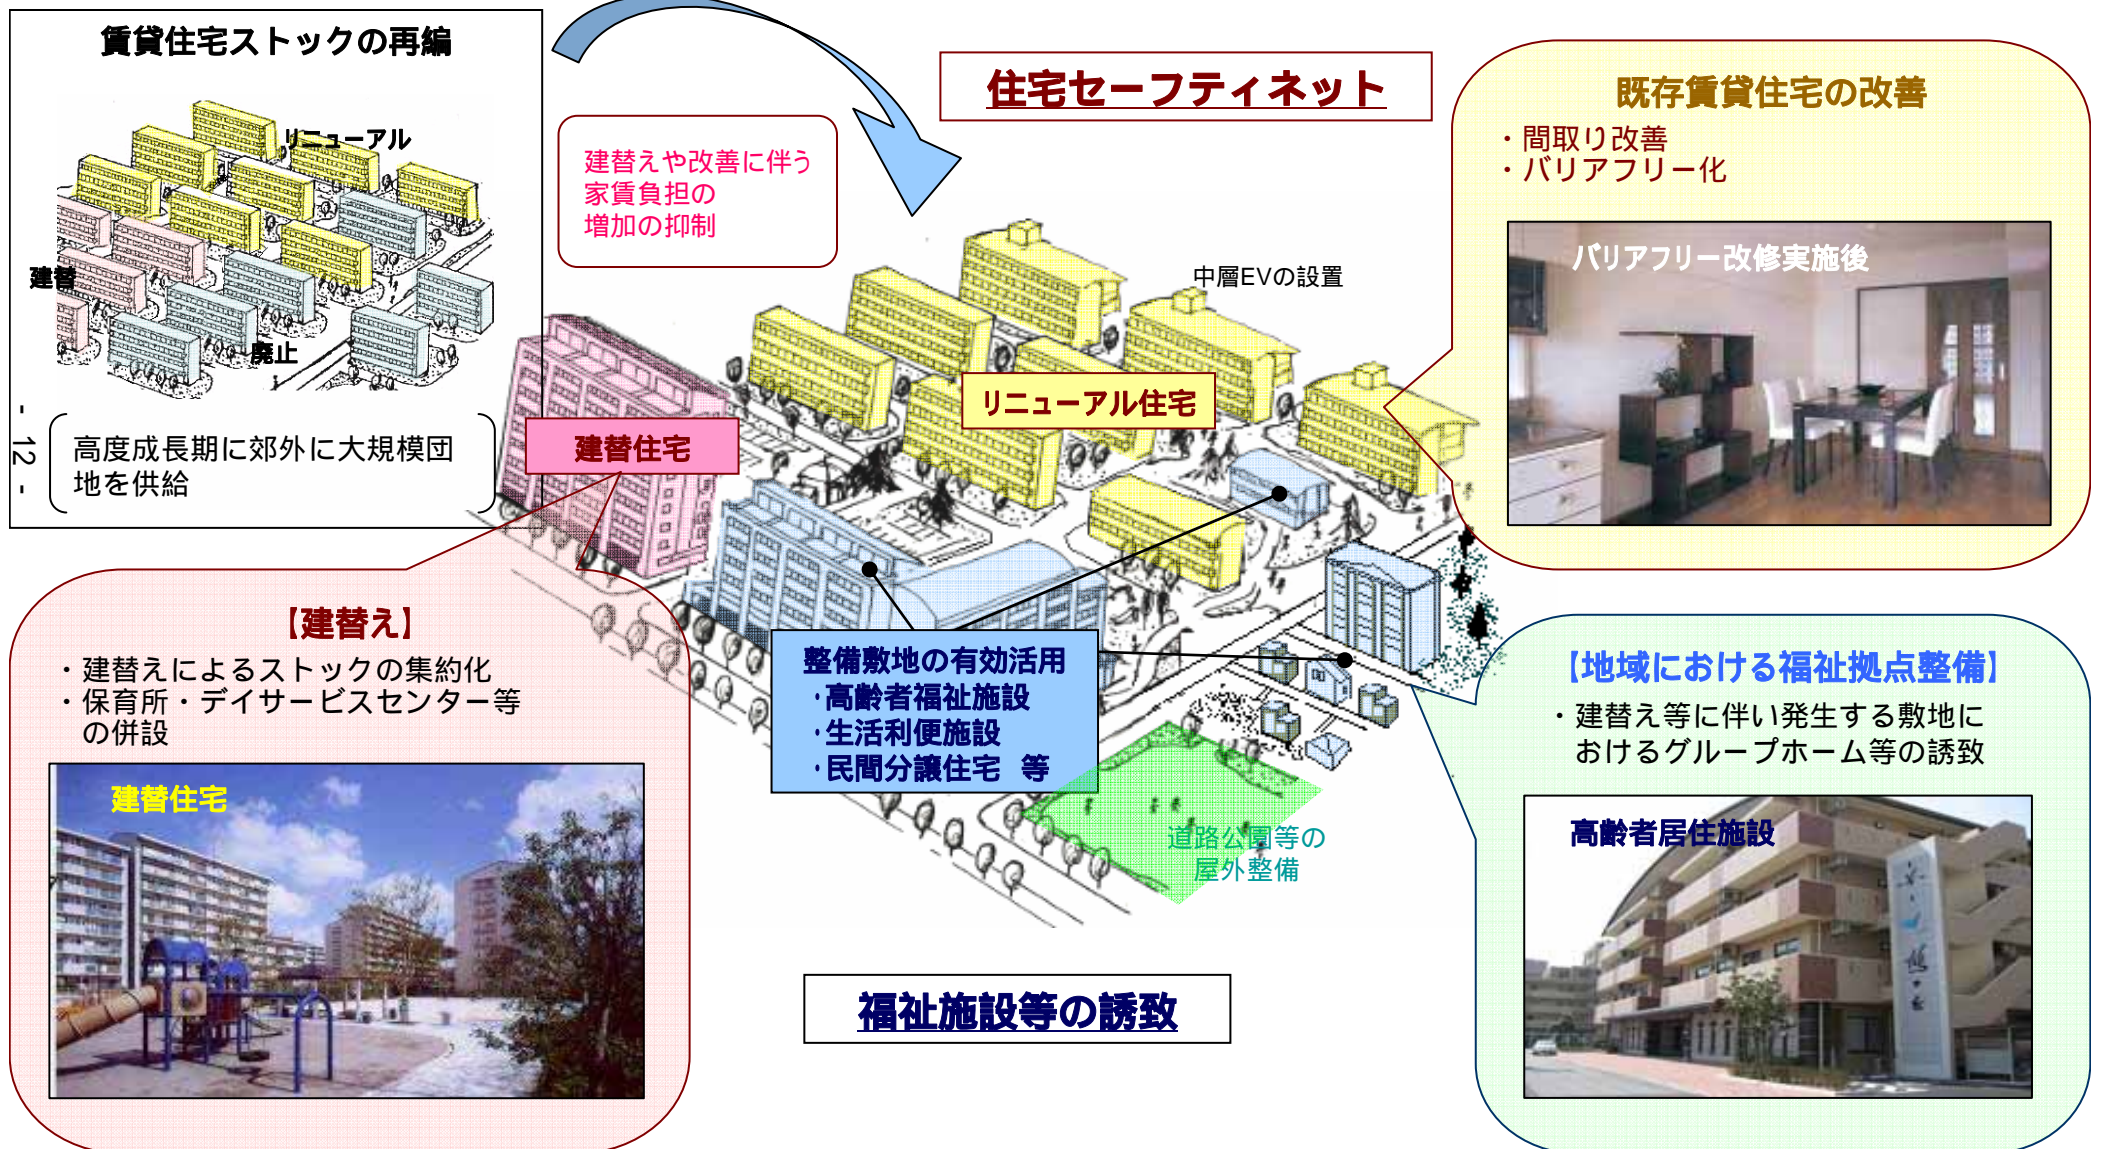 賃貸住宅ストックの再編
リニューアル
建替
廃止
高度成長期に郊外に大規模団
地を供給
- 12 -
建替えや改善に伴う
家賃負担の
増加の抑制
住宅セーフティネット
既存賃貸住宅の改善
・間取り改善
・バリアフリー化
バリアフリー改修実施後
中層EVの設置
リニューアル住宅
建替住宅
【建替え】
・建替えによるストックの集約化
・保育所・デイサービスセンター等
の併設
建替住宅
整備敷地の有効活用
・高齢者福祉施設
・生活利便施設
・民間分譲住宅 等
道路公園等の
屋外整備
【地域における福祉拠点整備】
・建替え等に伴い発生する敷地に
おけるグループホーム等の誘致
高齢者居住施設
福祉施設等の誘致